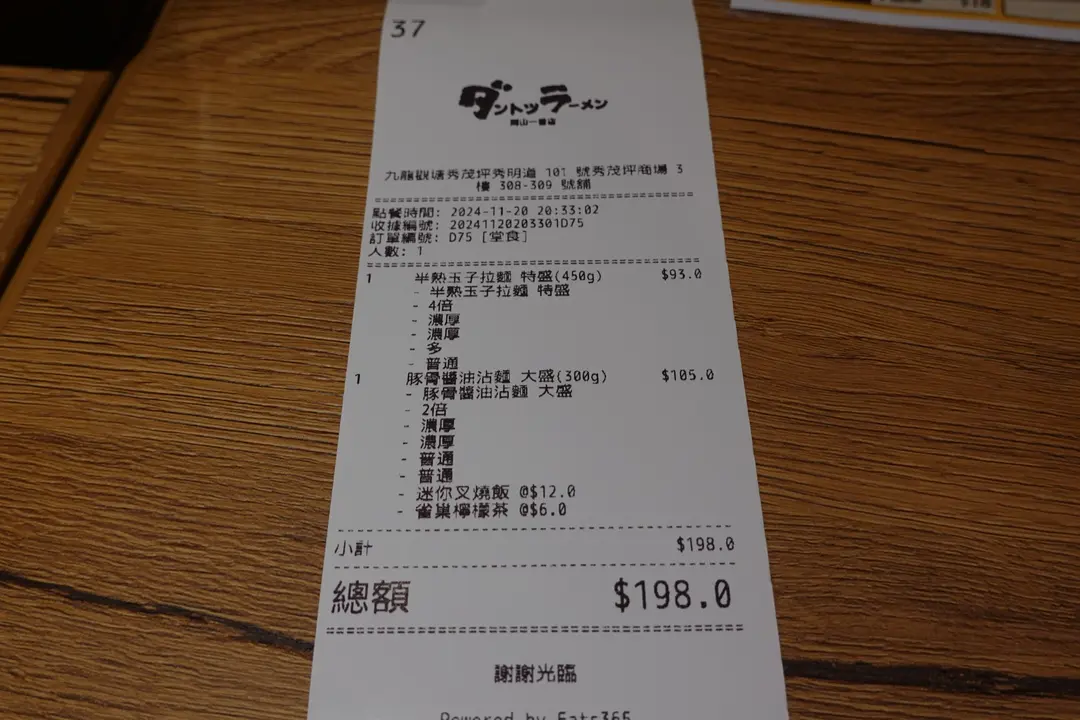 37
ダントツラーメン
岡山一番店
九龍觀塘秀茂坪秀明道 101 號秀茂坪商場 3
樓 308-309 號舖
點餐時間: 2024-11-20 20:33:02
收據編號: 20241120203301D75
訂單編號: D75 [堂食]
人數: 1
1 半熟玉子拉麵 特盛(450g) $93.0
- 半熟玉子拉麵 特盛
- 4倍
- 濃厚
- 濃厚
- 多
- 普通
1 豚骨醬油沾麵 大盛(300g) $105.0
- 豚骨醬油沾麵 大盛
- 2倍
- 濃厚
- 濃厚
- 普通
- 普通
- 迷你叉燒飯 @$12.0
- 雀巢檸檬茶 @$6.0
小計 $198.0
總額 $198.0
謝謝光臨
Powered by Eats365